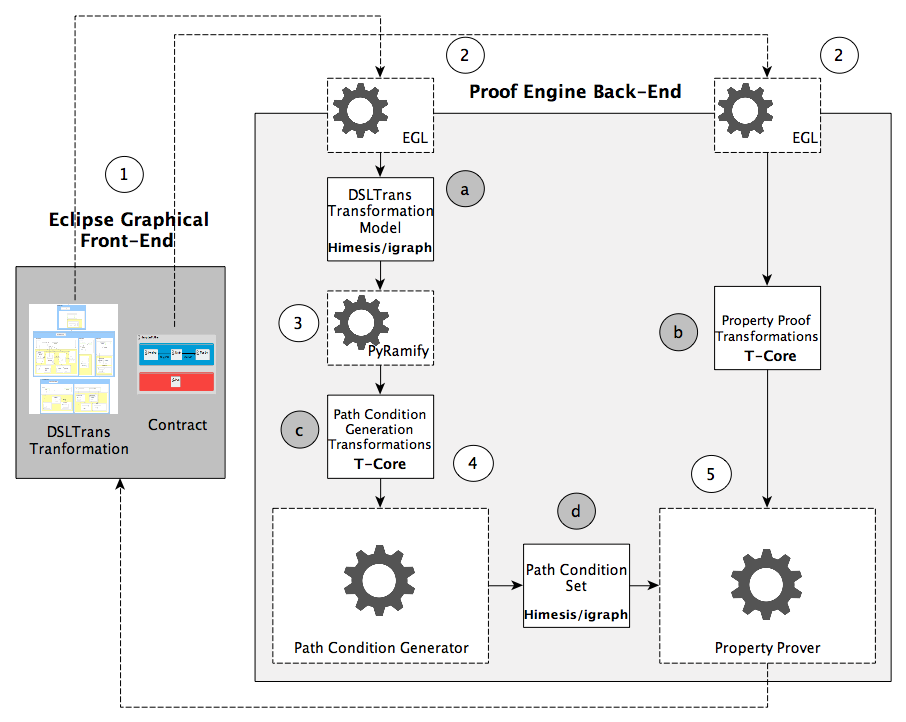 2
2
Proof Engine Back-End
EGL
EGL
1
a
DSLTrans
Transformation
Model
Himesis/igraph
Eclipse Graphical
Front-End
3
PyRamify
b
Property Proof
Transformations
T-Core
DSLTrans
Tranformation
Contract
c
Path Condition
Generation
Transformations
T-Core
4
5
d
Path Condition
Set
Himesis/igraph
Path Condition Generator
Property Prover